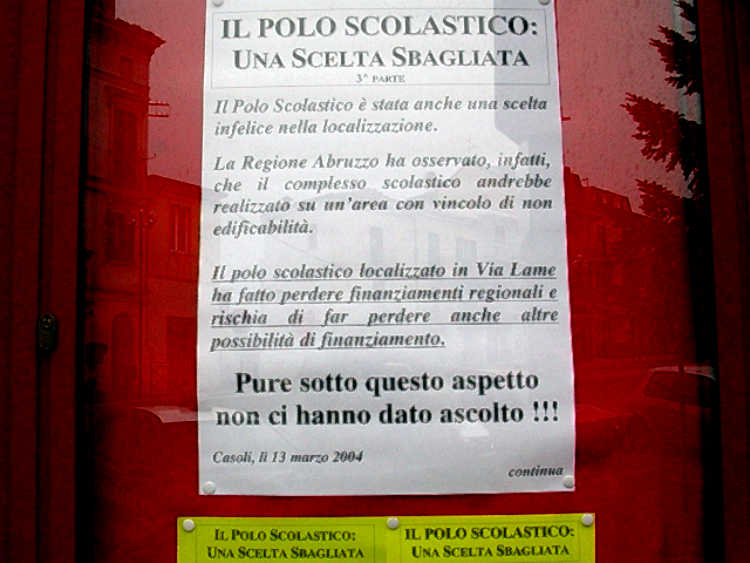 IL POLO SCOLASTICO:
UNA SCELTA SBAGLIATA
3^ PARTE
Il Polo Scolastico è stata anche una scelta
infelice nella localizzazione.
La Regione Abruzzo ha osservato, infatti,
che il complesso scolastico andrebbe
realizzato su un'area con vincolo di non
edificabilità.
Il polo scolastico localizzato in Via Lame
ha fatto perdere finanziamenti regionali e
rischia di far perdere anche altre
possibilità di finanziamento.
Pure sotto questo aspetto
non ci hanno dato ascolto !!!
Casoli, lì 13 marzo 2004
continua
IL POLO SCOLASTICO:
UNA SCELTA SBAGLIATA
IL POLO SCOLASTICO:
UNA SCELTA SBAGLIATA